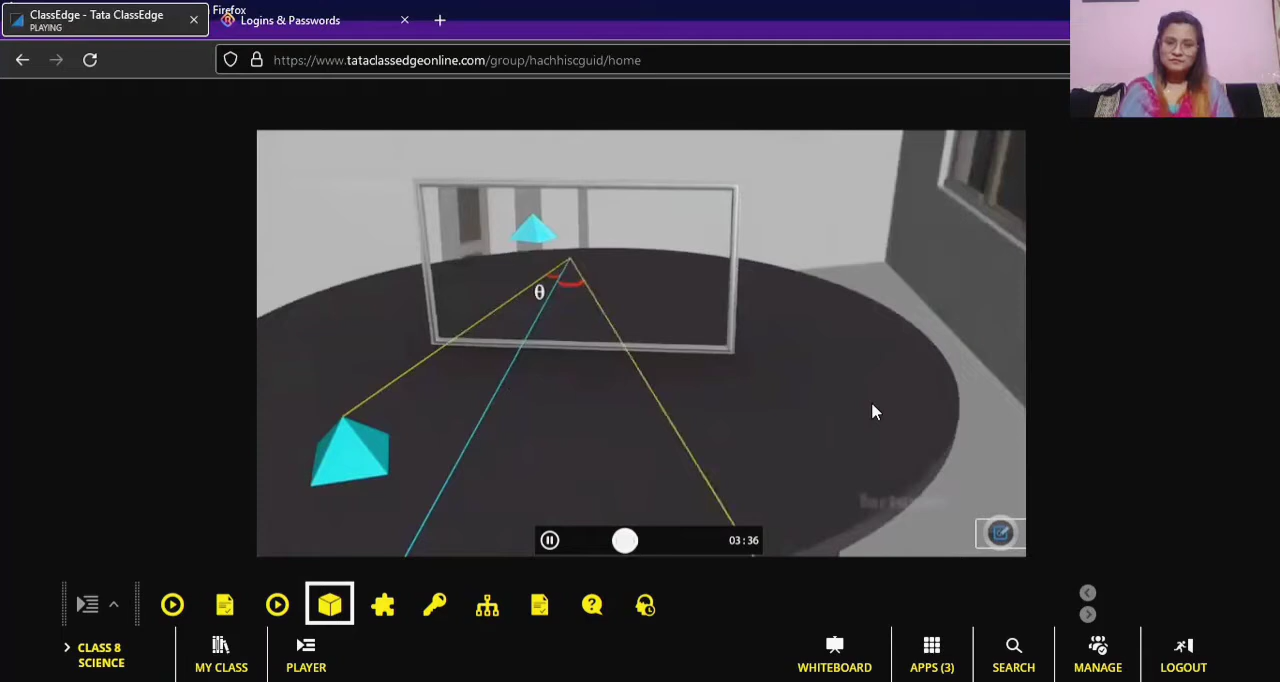 Firefox
ClassEdge - Tata ClassEdge
PLAYING
Logins & Passwords
https://www.tataclassedgeonline.com/group/hachhiscguid/home
θ
03:36
CLASS 8
SCIENCE
MY CLASS
PLAYER
WHITEBOARD
APPS (3)
SEARCH
MANAGE
LOGOUT